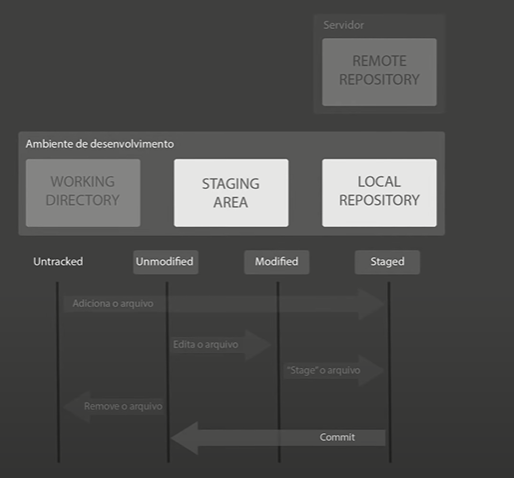 Servidor
REMOTE
REPOSITORY
Ambiente de desenvolvimento
WORKING
DIRECTORY
STAGING
AREA
LOCAL
REPOSITORY
Untracked
Unmodified
Modified
Staged
Adiciona o arquivo
Edita o arquivo
"Stage" o arquivo
Remove o arquivo
Commit